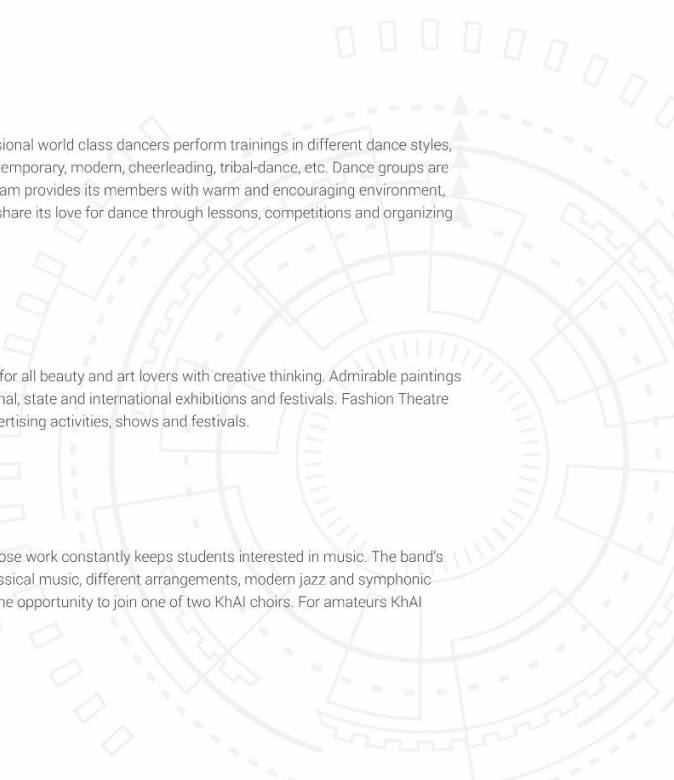 sional world class dancers perform trainings in different dance styles,
temporary, modern, cheerleading, tribal-dance, etc. Dance groups are
am provides its members with warm and encouraging environment,
share its love for dance through lessons, competitions and organizing
for all beauty and art lovers with creative thinking. Admirable paintings
nal, state and international exhibitions and festivals. Fashion Theatre
ertising activities, shows and festivals.
ose work constantly keeps students interested in music. The band's
ssical music, different arrangements, modern jazz and symphonic
ne opportunity to join one of two KhAI choirs. For amateurs KhAI
.